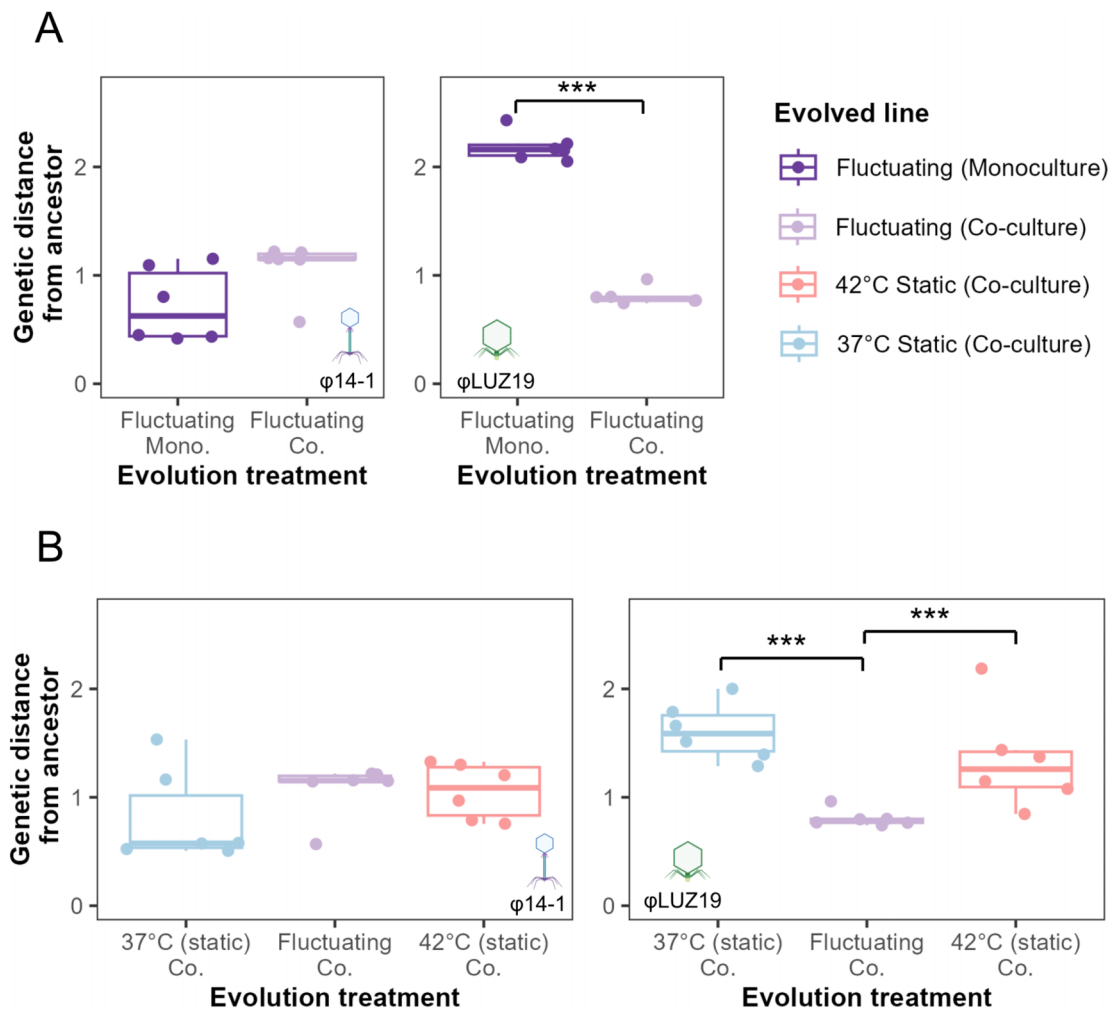 A
Genetic distance
from ancestor
2
1
0
φ14-1
Fluctuating
Mono.
Fluctuating
Co.
Evolution treatment
***
2
1
0
φLUZ19
Fluctuating
Mono.
Fluctuating
Co.
Evolution treatment
Evolved line
Fluctuating (Monoculture)
Fluctuating (Co-culture)
42°C Static (Co-culture)
37°C Static (Co-culture)
B
Genetic distance
from ancestor
2
1
0
φ14-1
37°C (static)
Co.
Fluctuating
Co.
42°C (static)
Co.
Evolution treatment
***
***
2
1
0
φLUZ19
37°C (static)
Co.
Fluctuating
Co.
42°C (static)
Co.
Evolution treatment